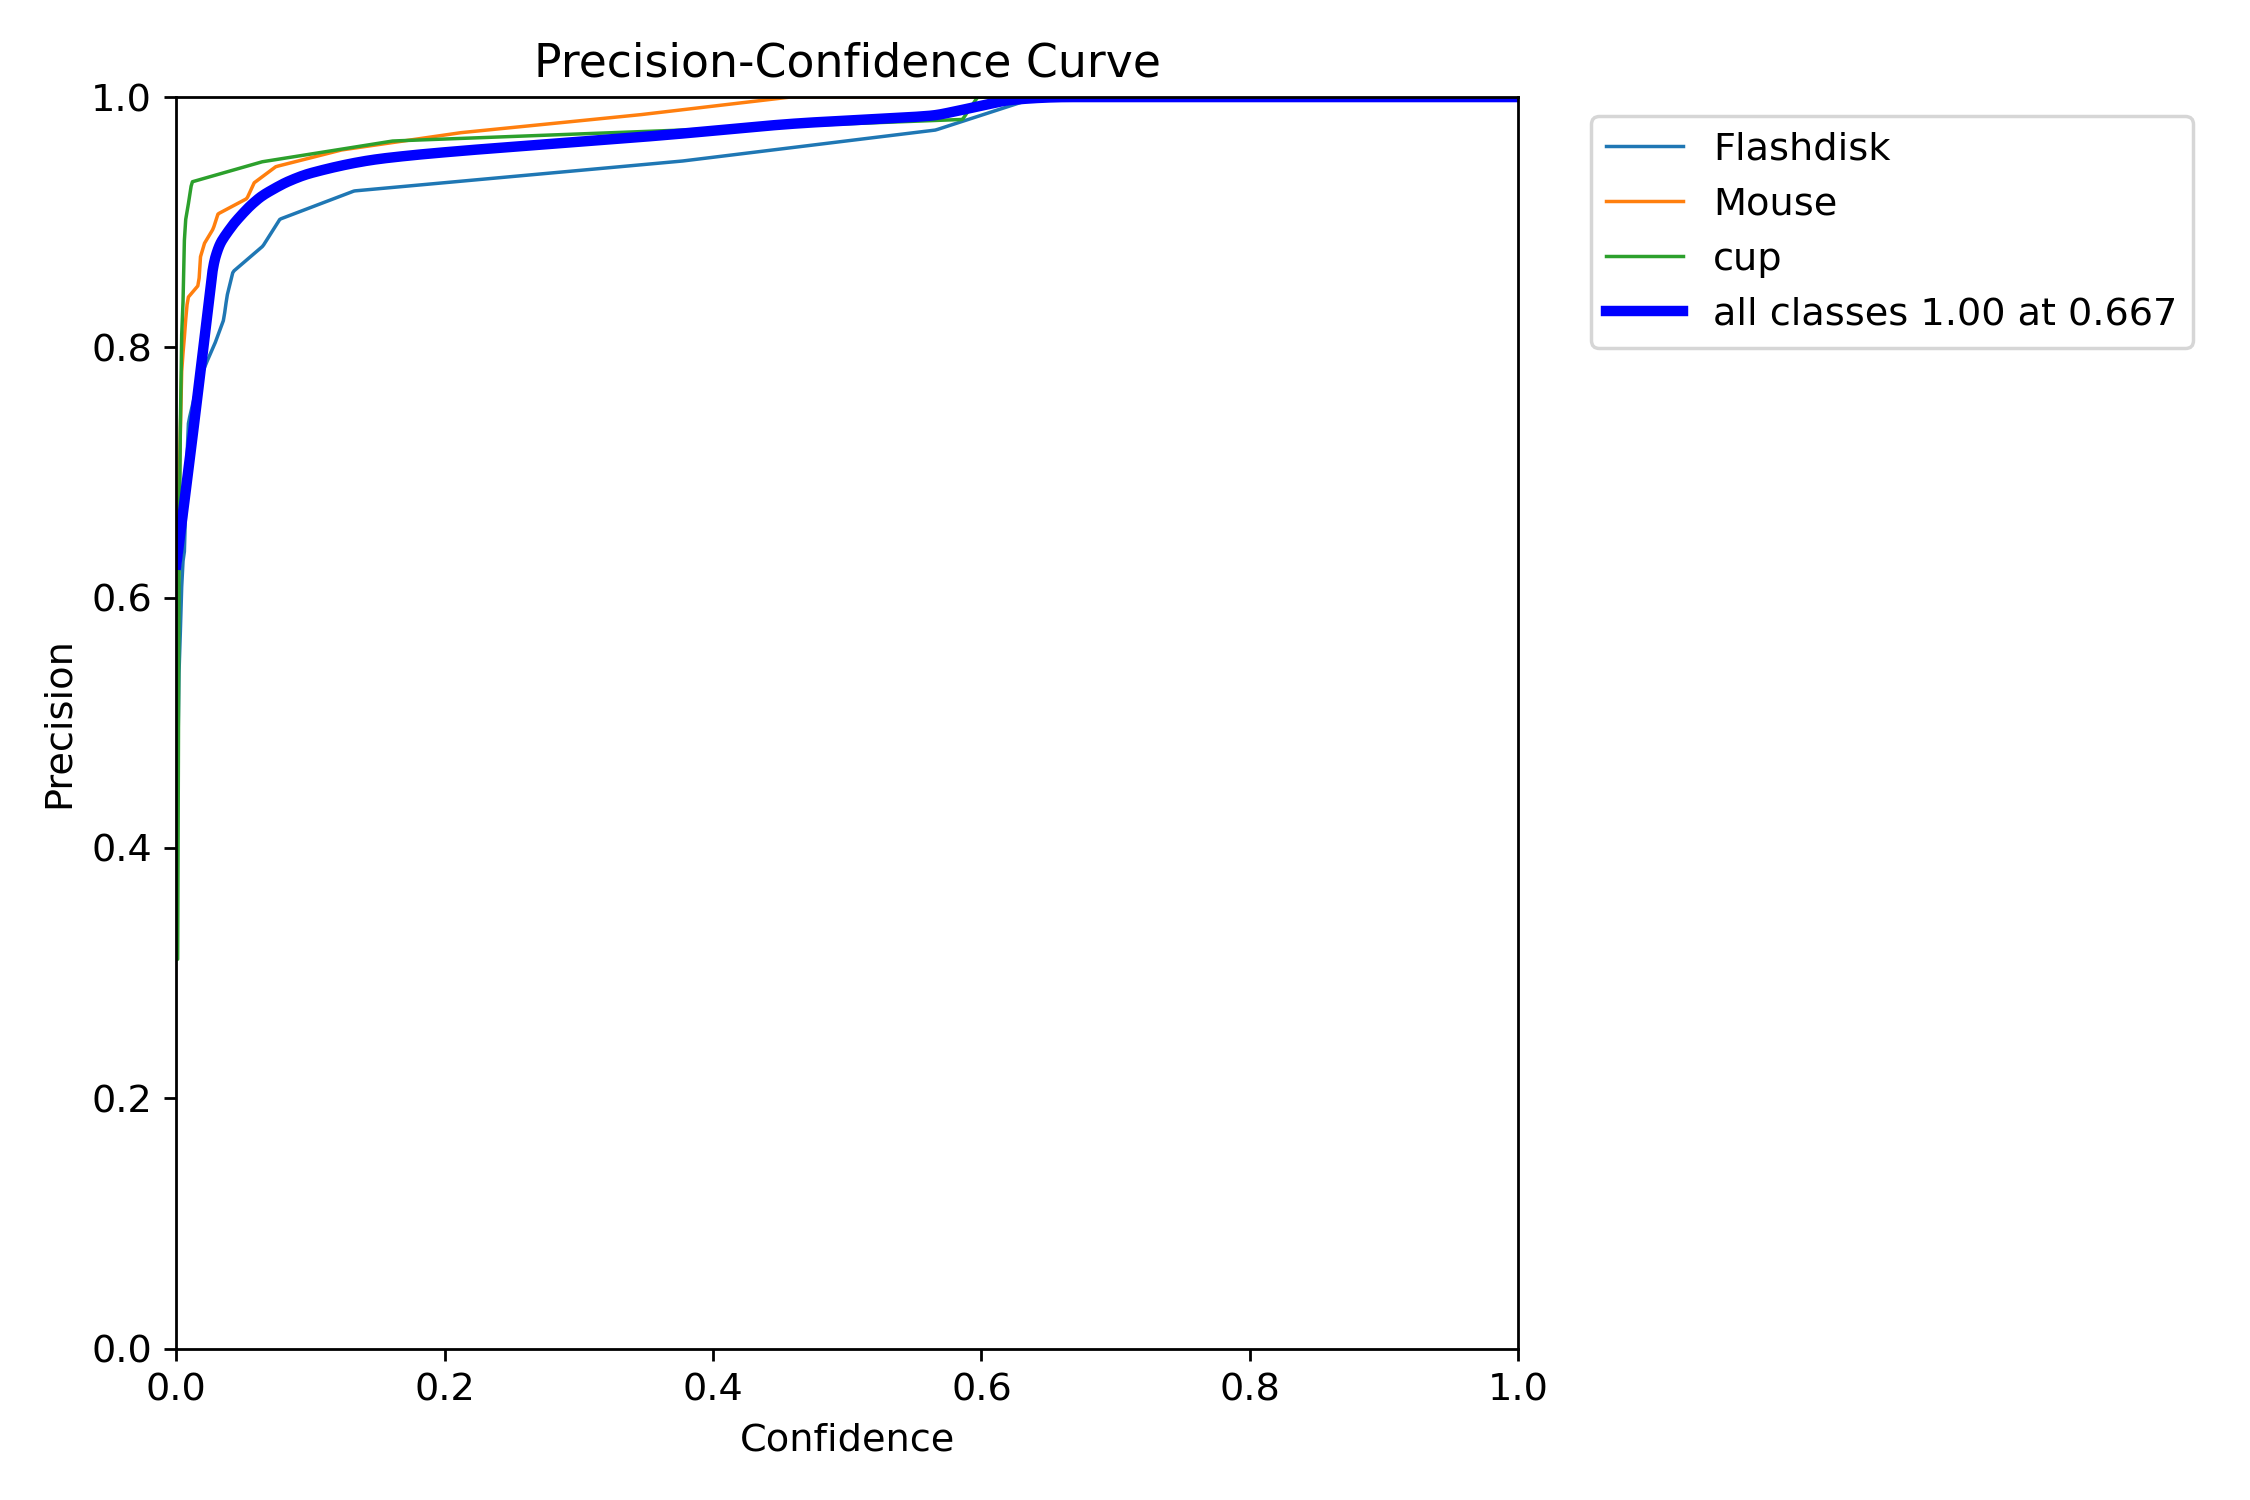 Precision-Confidence Curve
1.0
0.8
0.6
0.4
0.2
0.0
Precision
0.0 0.2 0.4 0.6 0.8 1.0
Confidence
Flashdisk
Mouse
cup
all classes 1.00 at 0.667